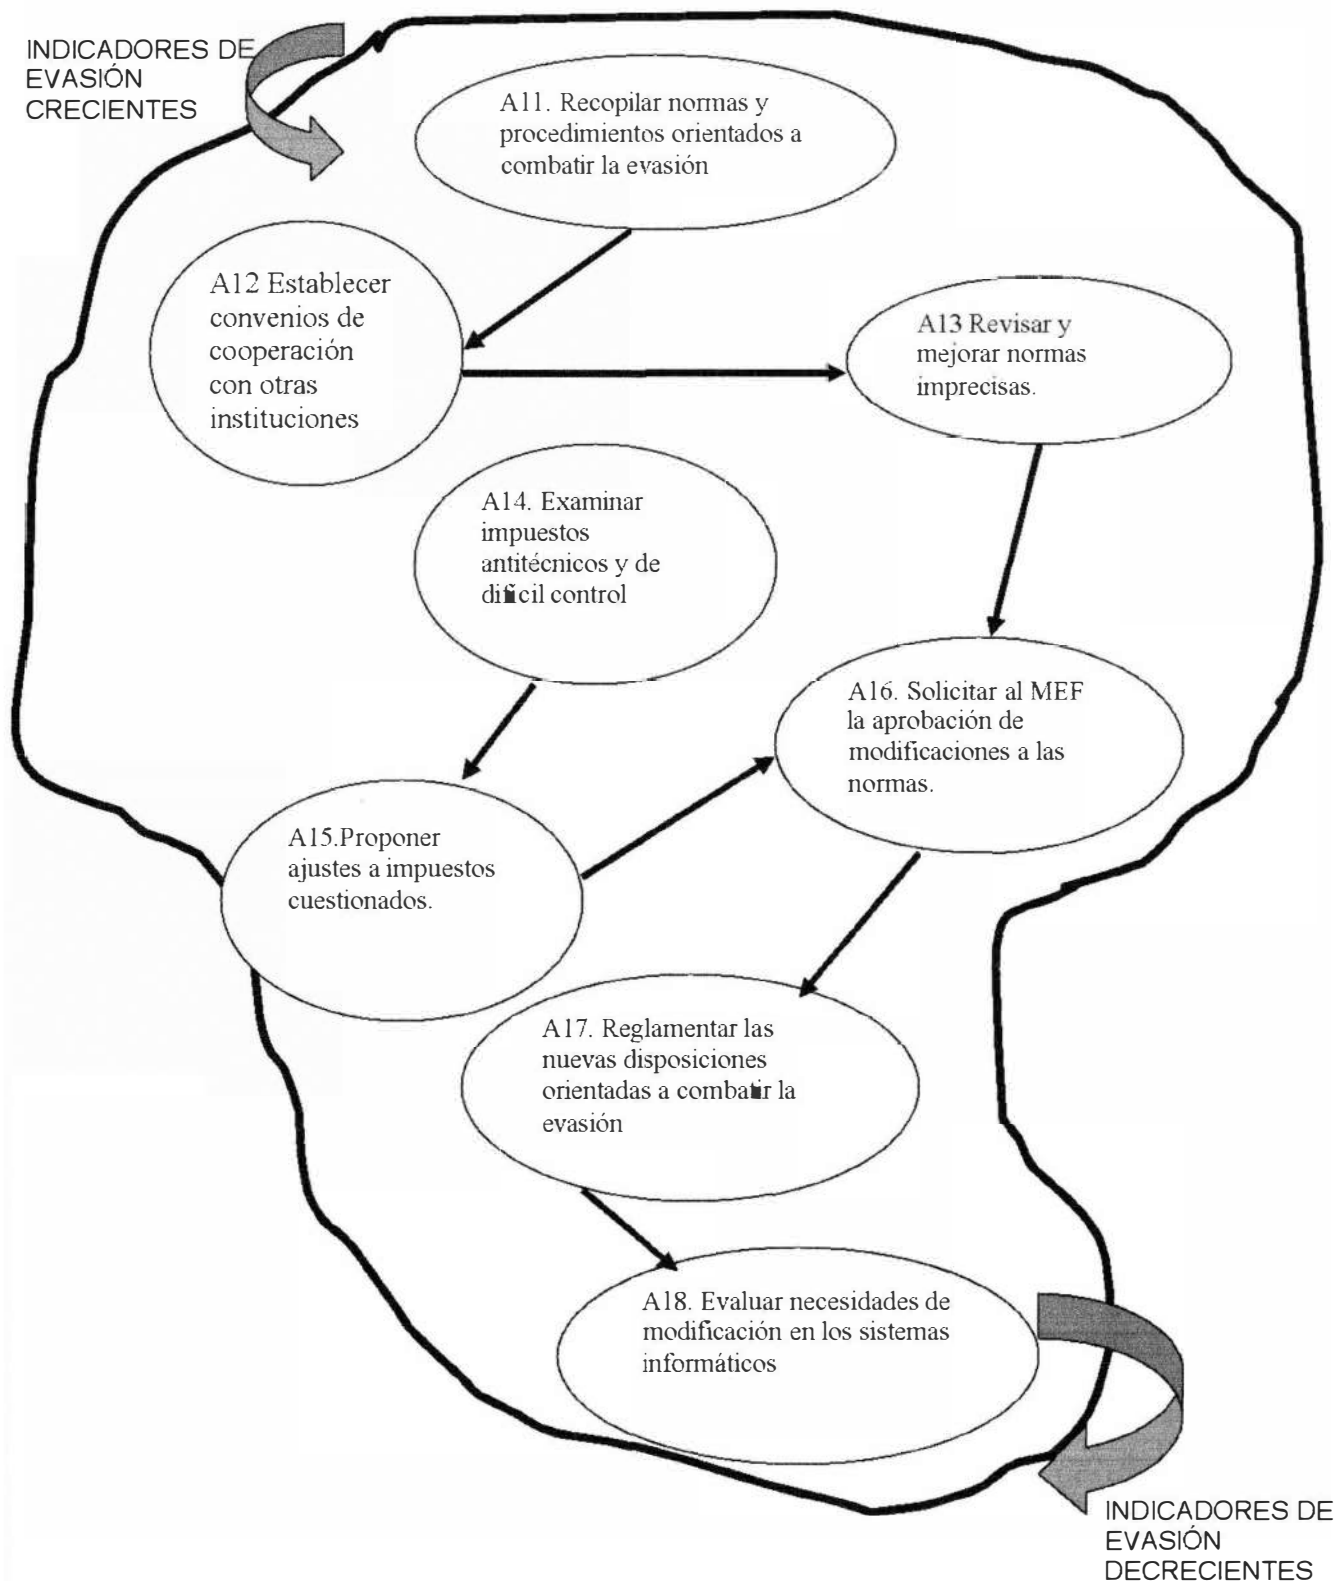 INDICADORES DE
EVASIÓN
CRECIENTES
A11. Recopilar normas y
procedimientos orientados a
combatir la evasión
A12 Establecer
convenios de
cooperación
con otras
instituciones
A13 Revisar y
mejorar normas
imprecisas.
A14. Examinar
impuestos
antitécnicos y de
difícil control
A16. Solicitar al MEF
la aprobación de
modificaciones a las
normas.
A15.Proponer
ajustes a impuestos
cuestionados.
A17. Reglamentar las
nuevas disposiciones
orientadas a combatir la
evasión
A18. Evaluar necesidades de
modificación en los sistemas
informáticos
INDICADORES DE
EVASIÓN
DECRECIENTES